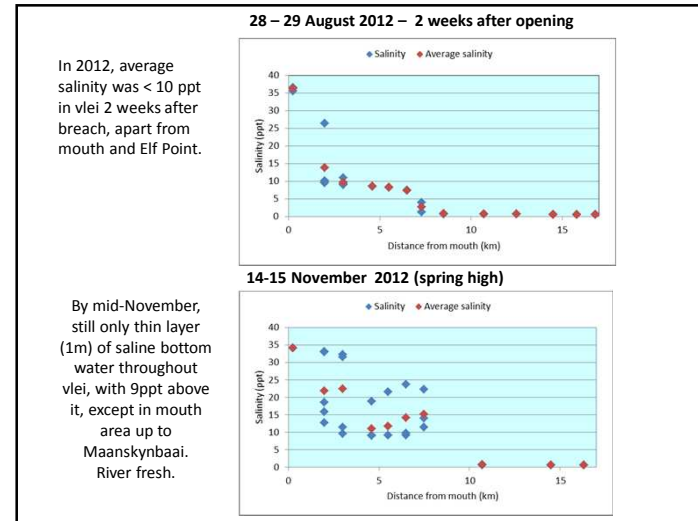 28 – 29 August 2012 – 2 weeks after opening
In 2012, average
salinity was < 10 ppt
in vlei 2 weeks after
breach, apart from
mouth and Elf Point.
Salinity Average salinity
Salinity (ppt)
40
35
30
25
20
15
10
5
0
0 5 10 15
Distance from mouth (km)
14-15 November 2012 (spring high)
By mid-November,
still only thin layer
(1m) of saline bottom
water throughout
vlei, with 9ppt above
it, except in mouth
area up to
Maanskynbaai.
River fresh.
Salinity Average salinity
Salinity (ppt)
40
35
30
25
20
15
10
5
0
0 5 10 15
Distance from mouth (km)